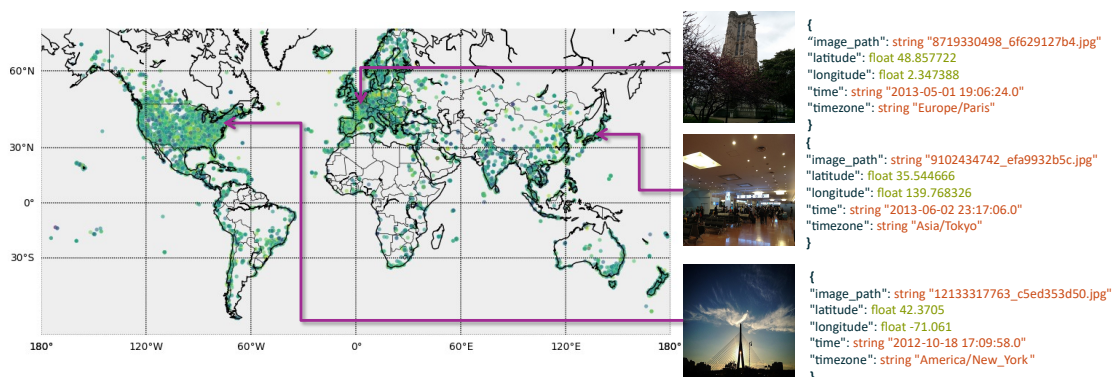 60°N
30°N
0°
30°S
180°
120°W
60°W
0°
60°E
120°E
180°
{
"image_path": string "8719330498_6f629127b4.jpg"
"latitude": float 48.857722
"longitude": float 2.347388
"time": string "2013-05-01 19:06:24.0"
"timezone": string "Europe/Paris"
}
{
"image_path": string "9102434742_efa9932b5c.jpg"
"latitude": float 35.544666
"longitude": float 139.768326
"time": string "2013-06-02 23:17:06.0"
"timezone": string "Asia/Tokyo"
}
{
"image_path": string "12133317763_c5ed353d50.jpg"
"latitude": float 42.3705
"longitude": float -71.061
"time": string "2012-10-18 17:09:58.0"
"timezone": string "America/New_York"
}